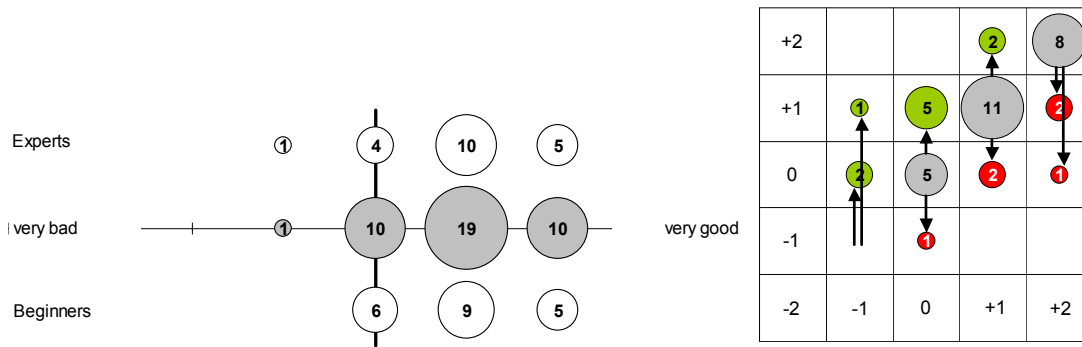 Experts 1 4 10 5
very bad 1 10 19 10 very good
Beginners 6 9 5
+2 2 8
+1 1 5 11 2
0 2 5 2 1
-1 1
-2 -1 0 +1 +2